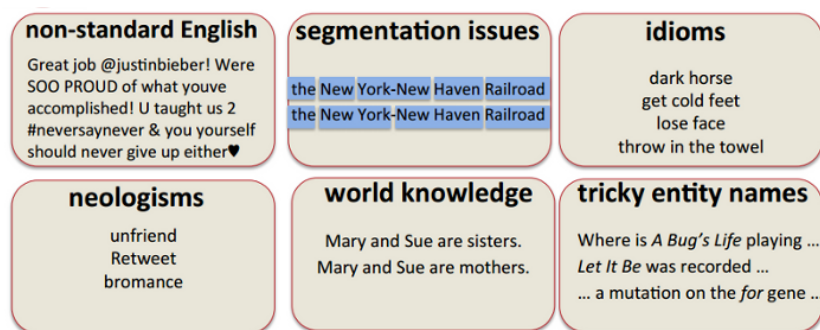 non-standard English
Great job @justinbieber! Were
SOO PROUD of what youve
accomplished! U taught us 2
#neversaynever & you yourself
should never give up either♥
segmentation issues
the New York-New Haven Railroad
the New York-New Haven Railroad
idioms
dark horse
get cold feet
lose face
throw in the towel
neologisms
unfriend
Retweet
bromance
world knowledge
Mary and Sue are sisters.
Mary and Sue are mothers.
tricky entity names
Where is A Bug's Life playing …
Let It Be was recorded …
… a mutation on the for gene …